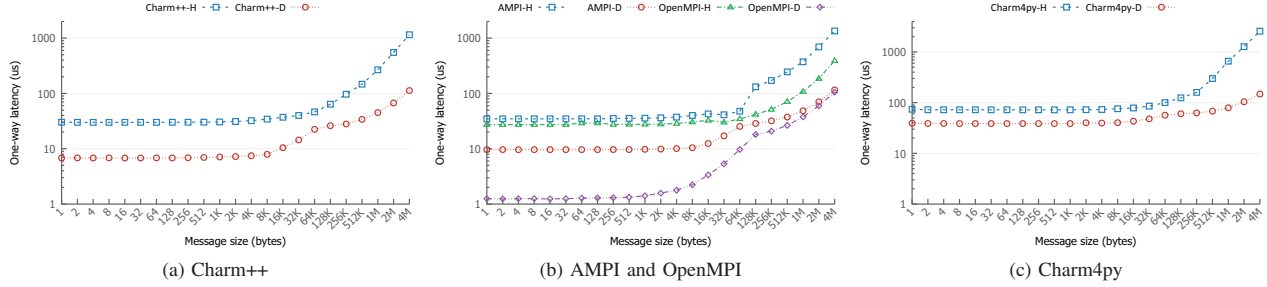 Charm++-H Charm++-D
One-way latency (us)
1000
100
10
1
1 2 4 8 16 32 64 128 256 512 1K 2K 4K 8K 16K 32K 64K 128K 256K 512K 1M 2M 4M
Message size (bytes)
(a) Charm++
AMPI-H AMPI-D OpenMPI-H OpenMPI-D
One-way latency (us)
1000
100
10
1
1 2 4 8 16 32 64 128 256 512 1K 2K 4K 8K 16K 32K 64K 128K 256K 512K 1M 2M 4M
Message size (bytes)
(b) AMPI and OpenMPI
Charm4py-H Charm4py-D
One-way latency (us)
1000
100
10
1
1 2 4 8 16 32 64 128 256 512 1K 2K 4K 8K 16K 32K 64K 128K 256K 512K 1M 2M 4M
Message size (bytes)
(c) Charm4py